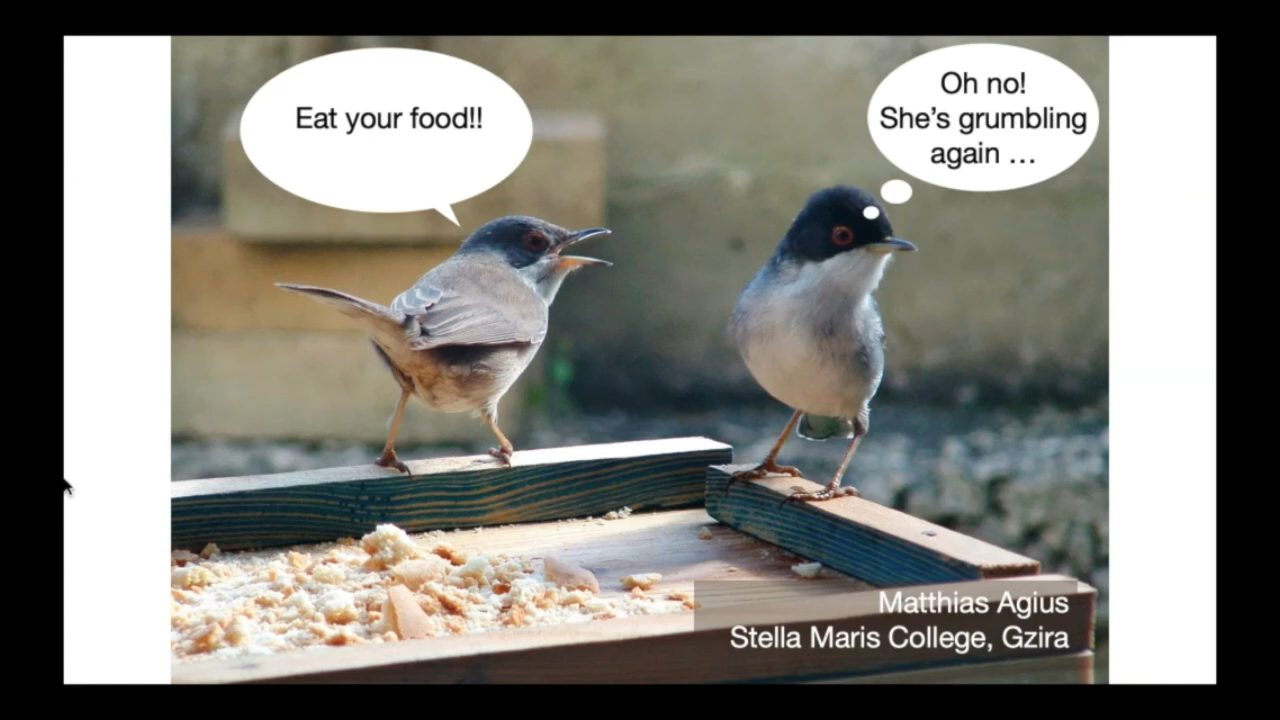 Eat your food!!
Oh no!
She's grumbling
again ...
Matthias Agius
Stella Maris College, Gzira